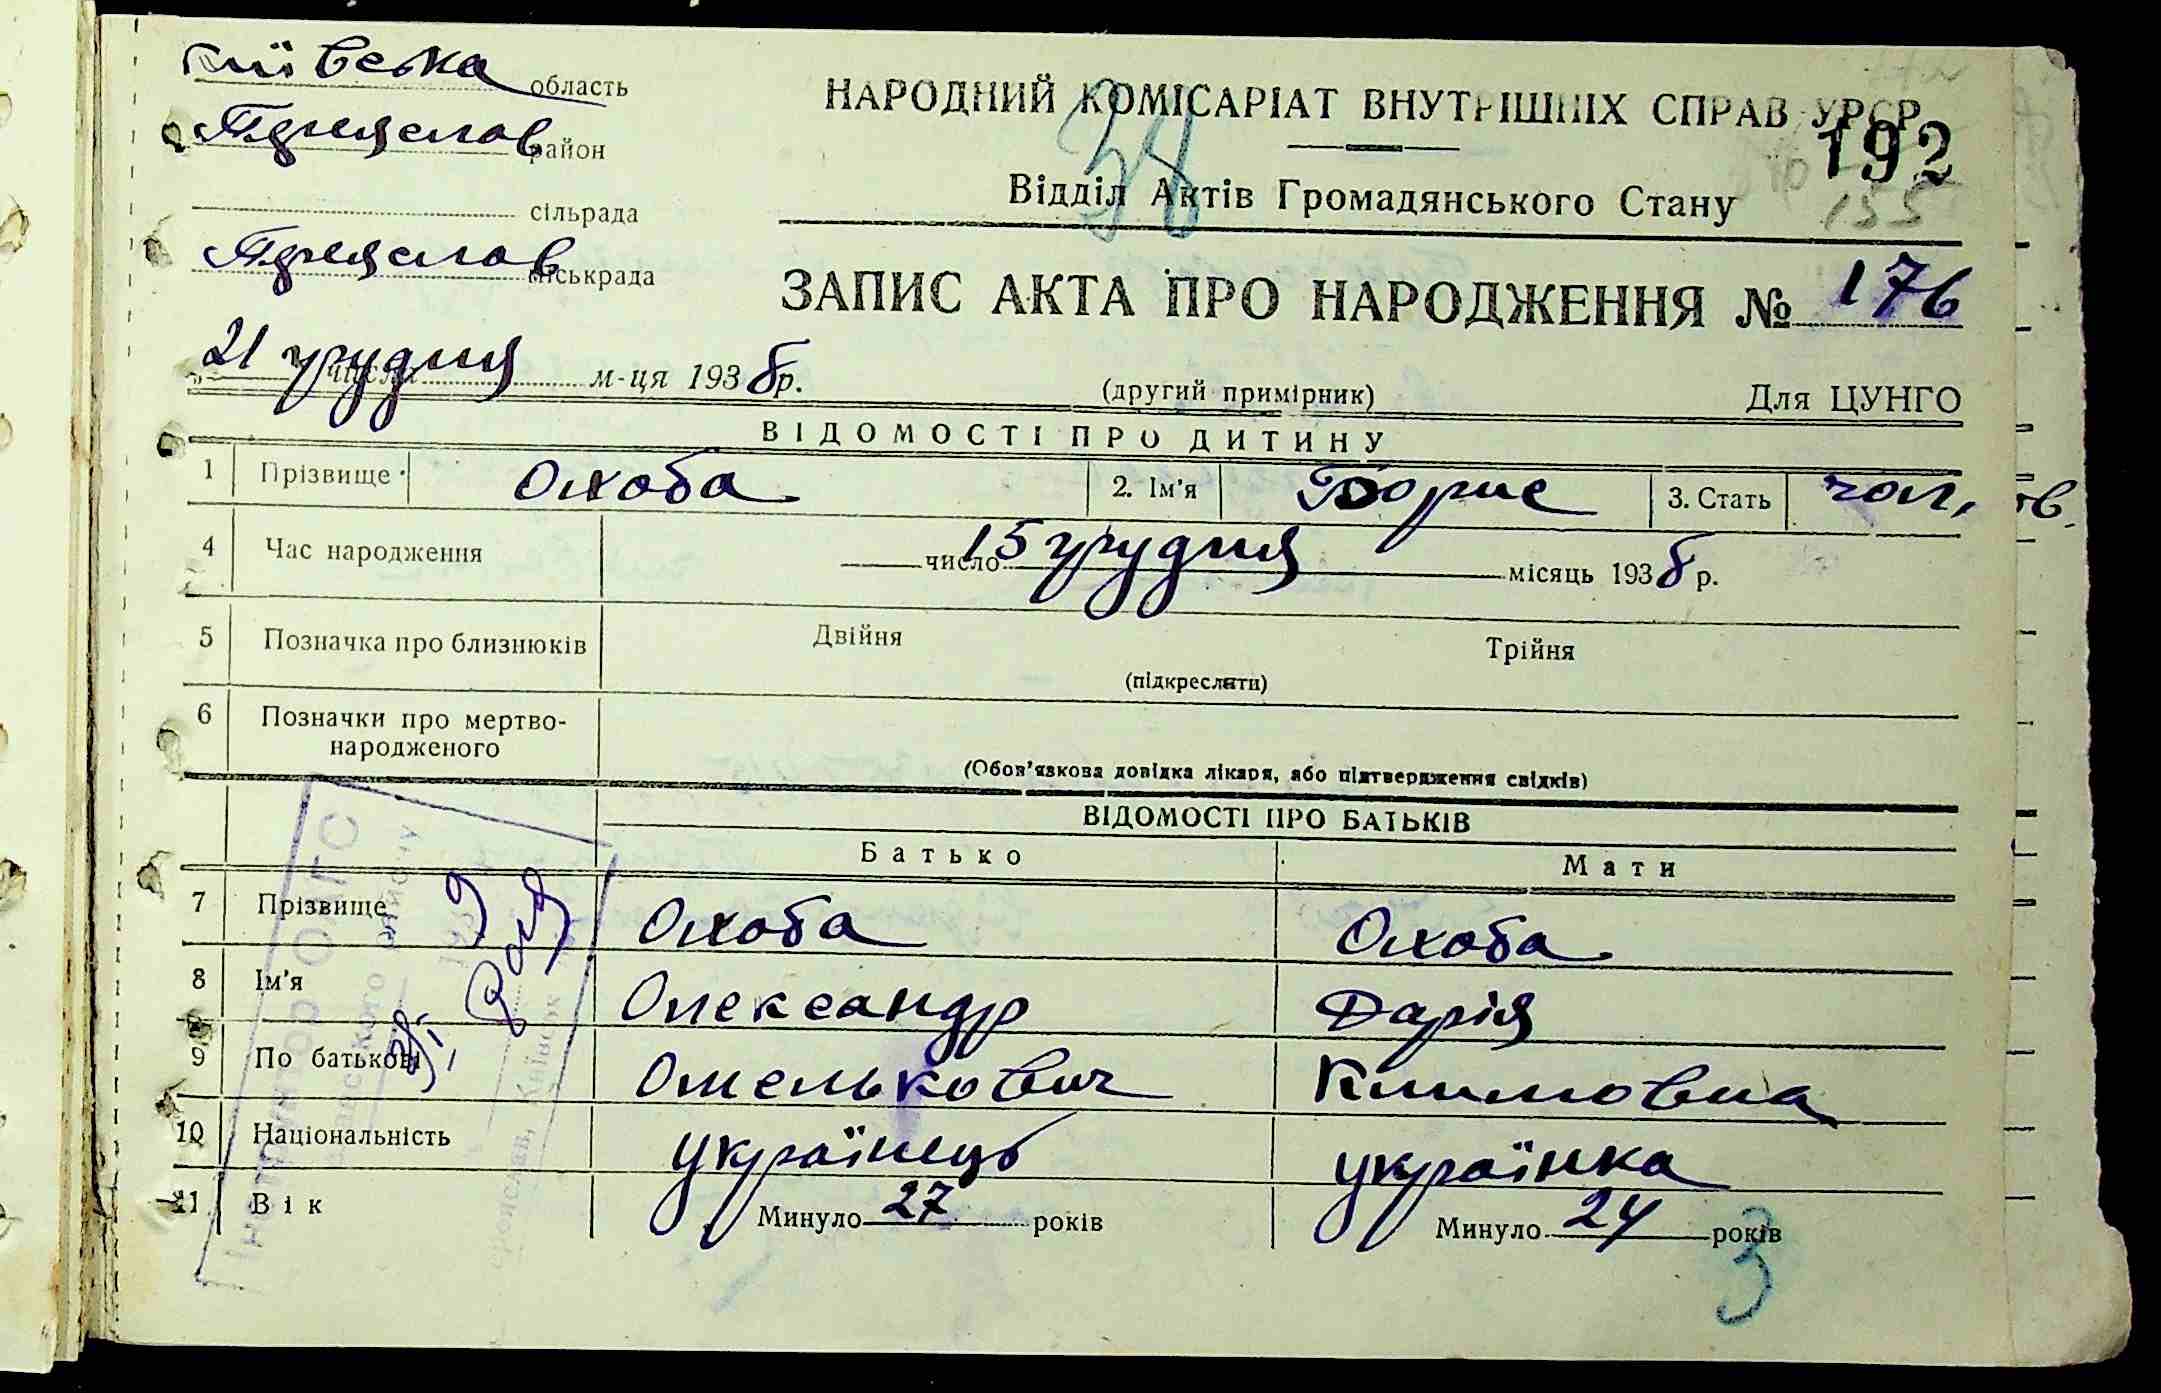 Київська область
Переяслав район
сільрада
Переяслав міськрада
21 грудня числа м-ця 1938 р.
НАРОДНИЙ КОМІСАРІАТ ВНУТРІШНІХ СПРАВ УРСР
38
192
Відділ Актів Громадянського Стану
155
ЗАПИС АКТА ПРО НАРОДЖЕННЯ № 176
(другий примірник) Для ЦУНГО
ВІДОМОСТІ ПРО ДИТИНУ
1 Прізвище Охоба 2. Ім'я Борис 3. Стать чол.
4 Час народження 15 число грудня місяць 1938 р.
5 Позначка про близнюків Двійня Трійня
(підкреслити)
6 Позначки про мертво-
народженого
(Обов'язкова довідка лікаря, або підтвердження свідків)
ВІДОМОСТІ ПРО БАТЬКІВ
Батько Мати
7 Прізвище Охоба Охоба
8 Ім'я Олександр Дарія
9 По батькові Омелькович Климовна
10 Національність українець українка
11 Вік Минуло 27 років Минуло 24 років
3